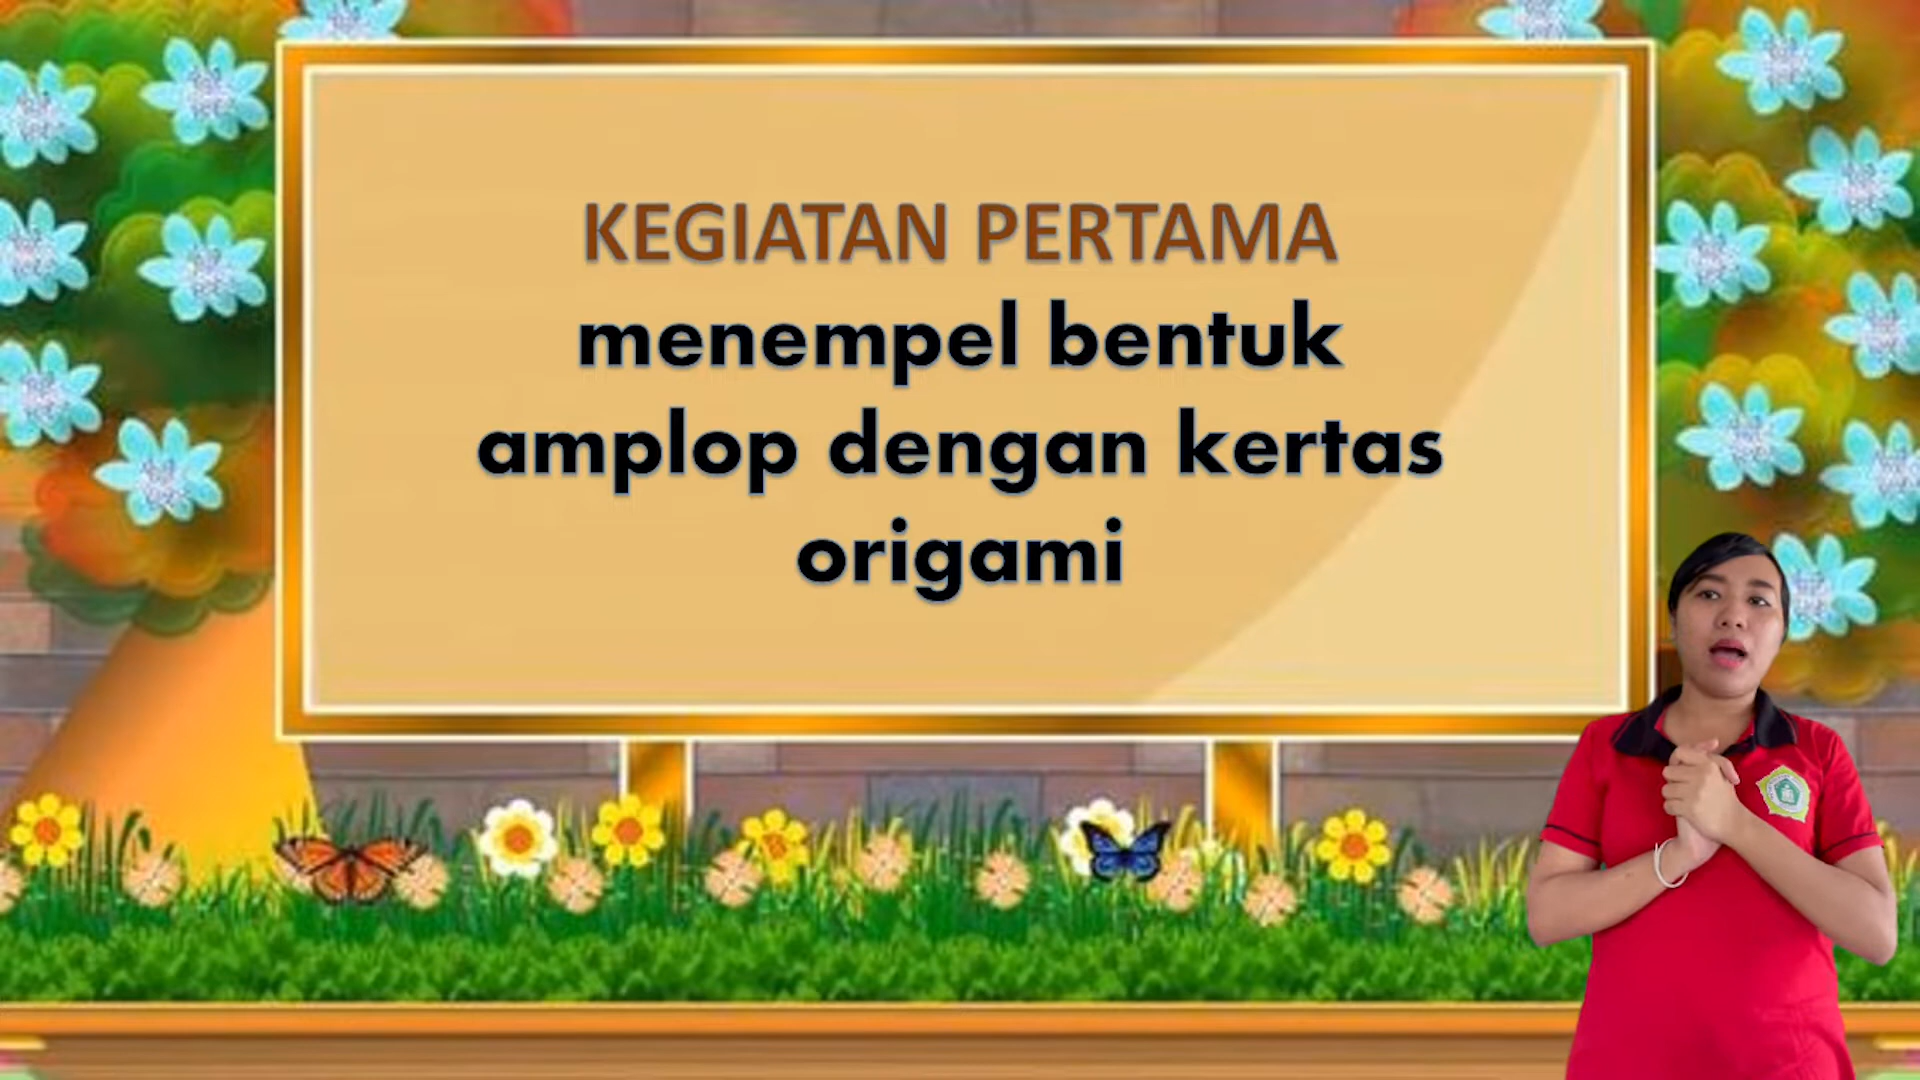 KEGIATAN PERTAMA
menempel bentuk
amplop dengan kertas
origami